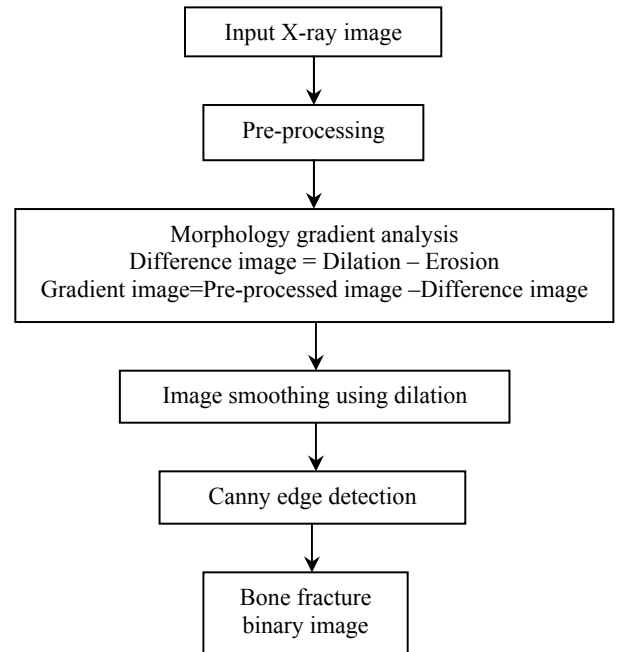 Input X-ray image
Pre-processing
Morphology gradient analysis
Difference image = Dilation – Erosion
Gradient image=Pre-processed image –Difference image
Image smoothing using dilation
Canny edge detection
Bone fracture
binary image